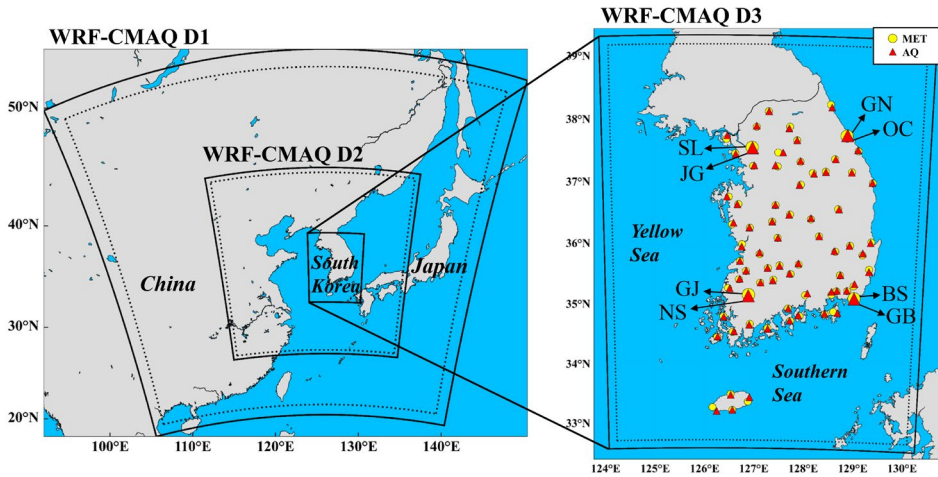 WRF-CMAQ D1
WRF-CMAQ D2
China
South
Korea
Japan
50°N
40°N
30°N
20°N
100°E
110°E
120°E
130°E
140°E
WRF-CMAQ D3
MET
AQ
GN
OC
SL
JG
Yellow
Sea
GJ
NS
BS
GB
Southern
Sea
39°N
38°N
37°N
36°N
35°N
34°N
33°N
124°E
125°E
126°E
127°E
128°E
129°E
130°E